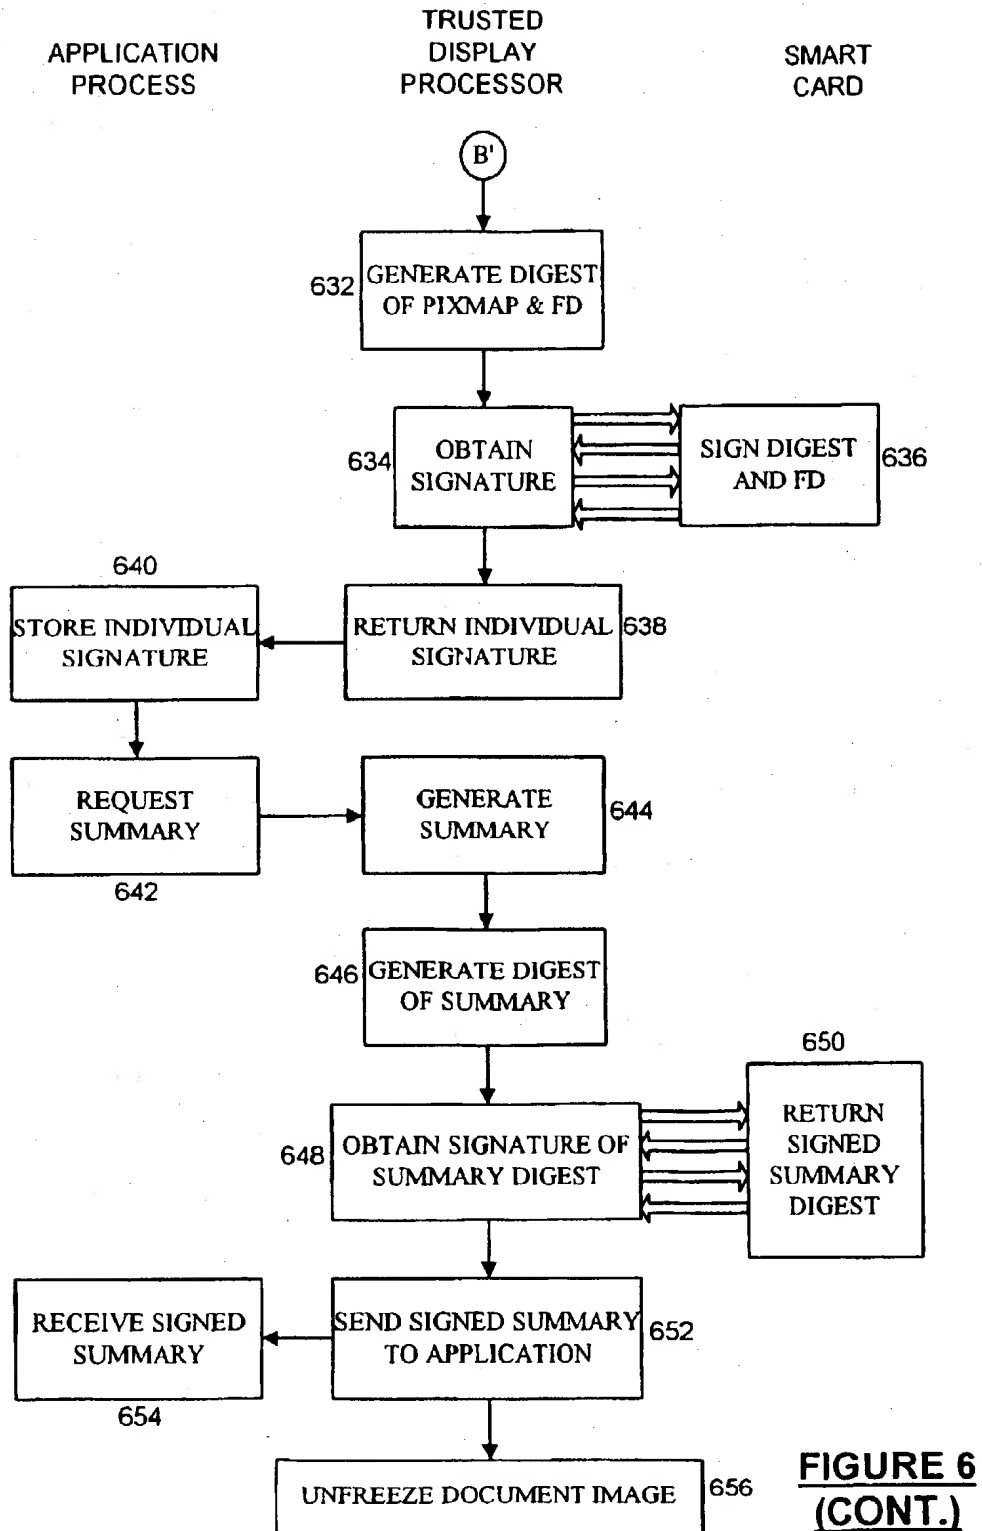 APPLICATION
PROCESS
TRUSTED
DISPLAY
PROCESSOR
SMART
CARD
B'
632
GENERATE DIGEST
OF PIXMAP & FD
634
OBTAIN
SIGNATURE
SIGN DIGEST
AND FD
636
640
STORE INDIVIDUAL
SIGNATURE
RETURN INDIVIDUAL
SIGNATURE
638
REQUEST
SUMMARY
642
GENERATE
SUMMARY
644
646
GENERATE DIGEST
OF SUMMARY
648
OBTAIN SIGNATURE OF
SUMMARY DIGEST
650
RETURN
SIGNED
SUMMARY
DIGEST
RECEIVE SIGNED
SUMMARY
654
SEND SIGNED SUMMARY
TO APPLICATION
652
UNFREEZE DOCUMENT IMAGE
656
FIGURE 6
(CONT.)